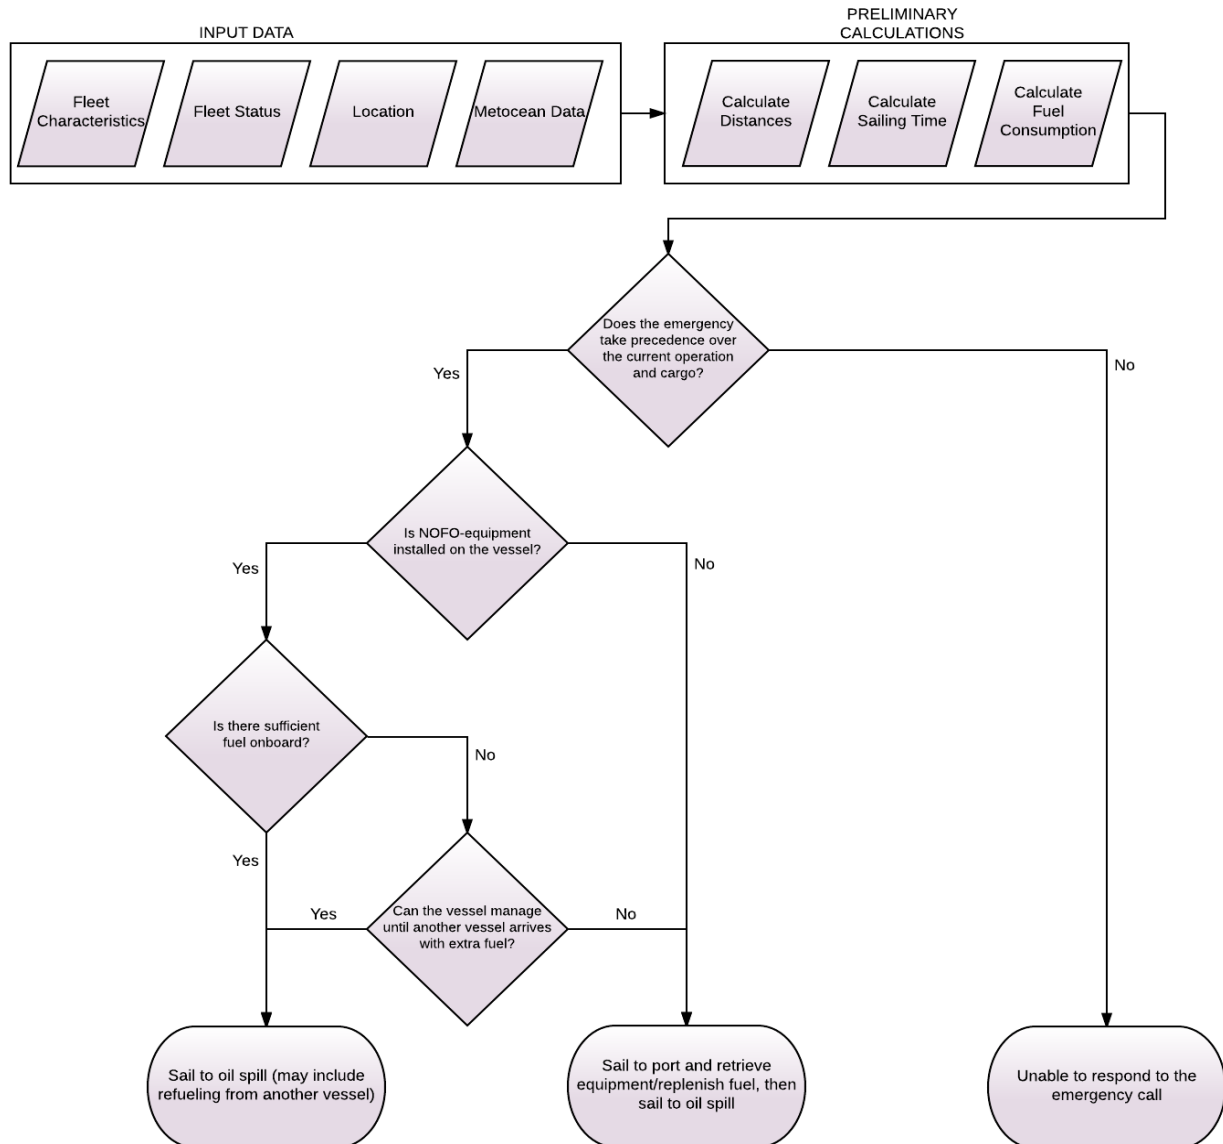 INPUT DATA
PRELIMINARY
CALCULATIONS
Fleet
Characteristics
Fleet Status
Location
Metocean Data
Calculate
Distances
Calculate
Sailing Time
Calculate
Fuel
Consumption
Does the emergency
take precedence over
the current operation
and cargo?
Yes
No
Is NOFO-equipment
installed on the vessel?
Yes
No
Is there sufficient
fuel onboard?
No
Yes
Can the vessel manage
until another vessel arrives
with extra fuel?
Yes
No
Sail to oil spill (may include
refueling from another vessel)
Sail to port and retrieve
equipment/replenish fuel, then
sail to oil spill
Unable to respond to the
emergency call